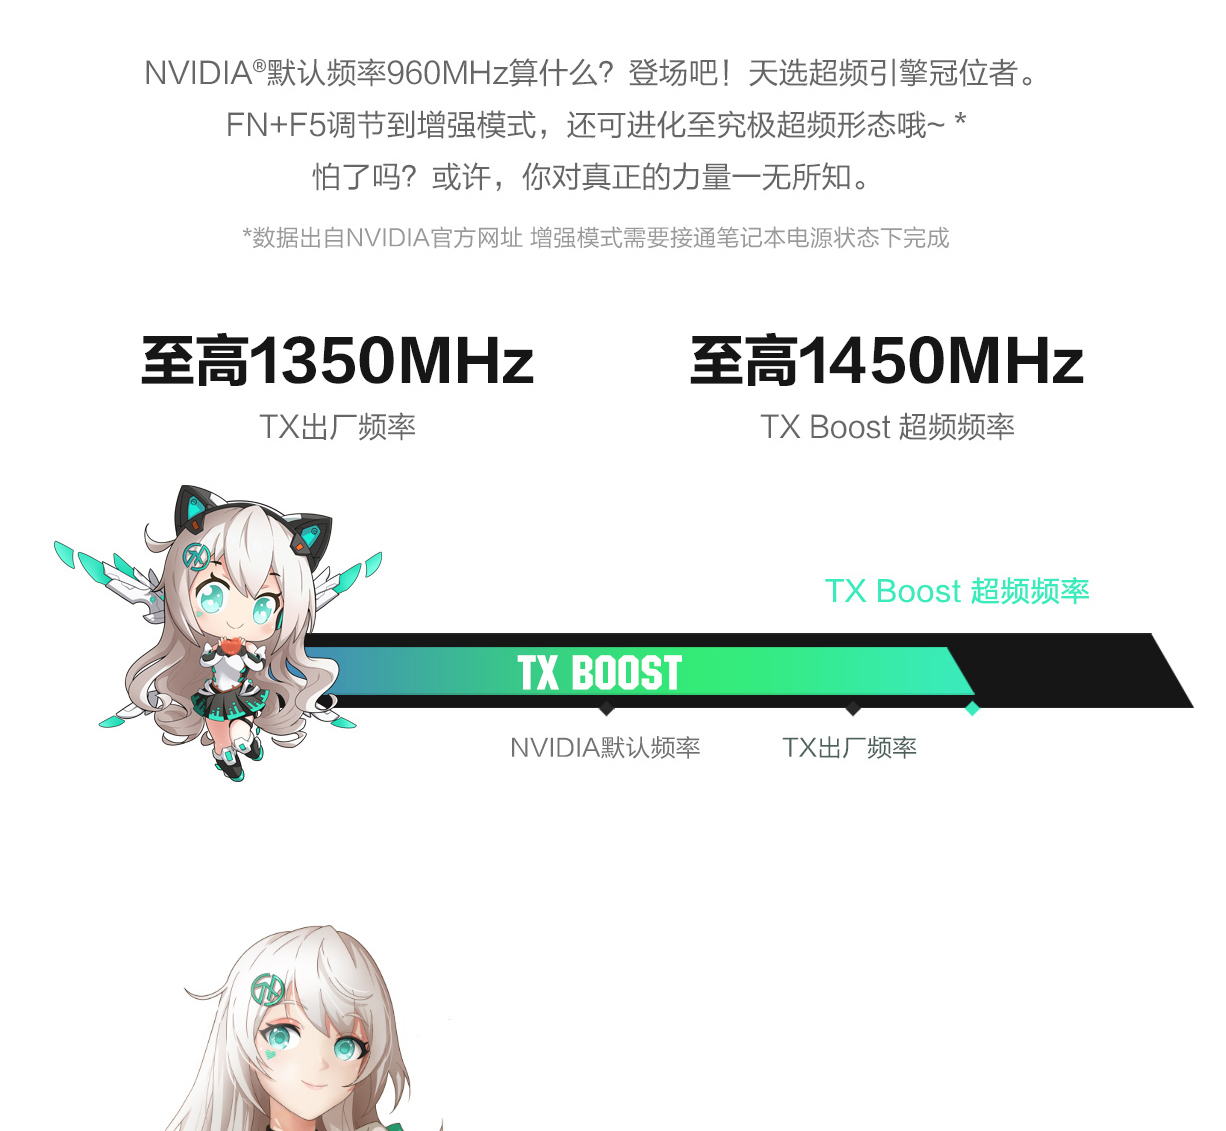 NVIDIA®默认频率960MHz算什么？登场吧！天选超频引擎冠位者。
FN+F5调节到增强模式，还可进化至究极超频形态哦~ *
怕了吗？或许，你对真正的力量一无所知。
*数据出自NVIDIA官方网址 增强模式需要接通笔记本电源状态下完成
至高1350MHz
TX出厂频率
至高1450MHz
TX Boost 超频频率
TX Boost 超频频率
TX BOOST
NVIDIA默认频率
TX出厂频率
TX
TX